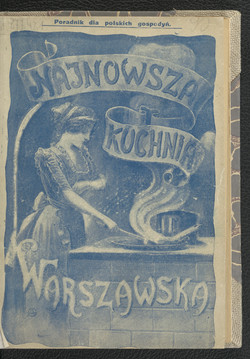 Poradnik dla polskich gospodyń.
NAJNOWSZA
KUCHNIA
WARSZAWSKA